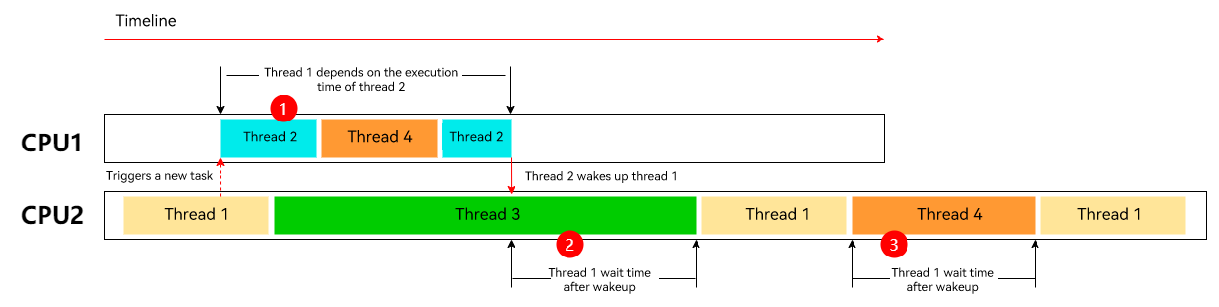 Timeline
Thread 1 depends on the execution
time of thread 2
1
CPU1
Thread 2
Thread 4
Thread 2
Triggers a new task
Thread 2 wakes up thread 1
CPU2
Thread 1
Thread 3
Thread 1
Thread 4
Thread 1
2
3
Thread 1 wait time
after wakeup
Thread 1 wait time
after wakeup